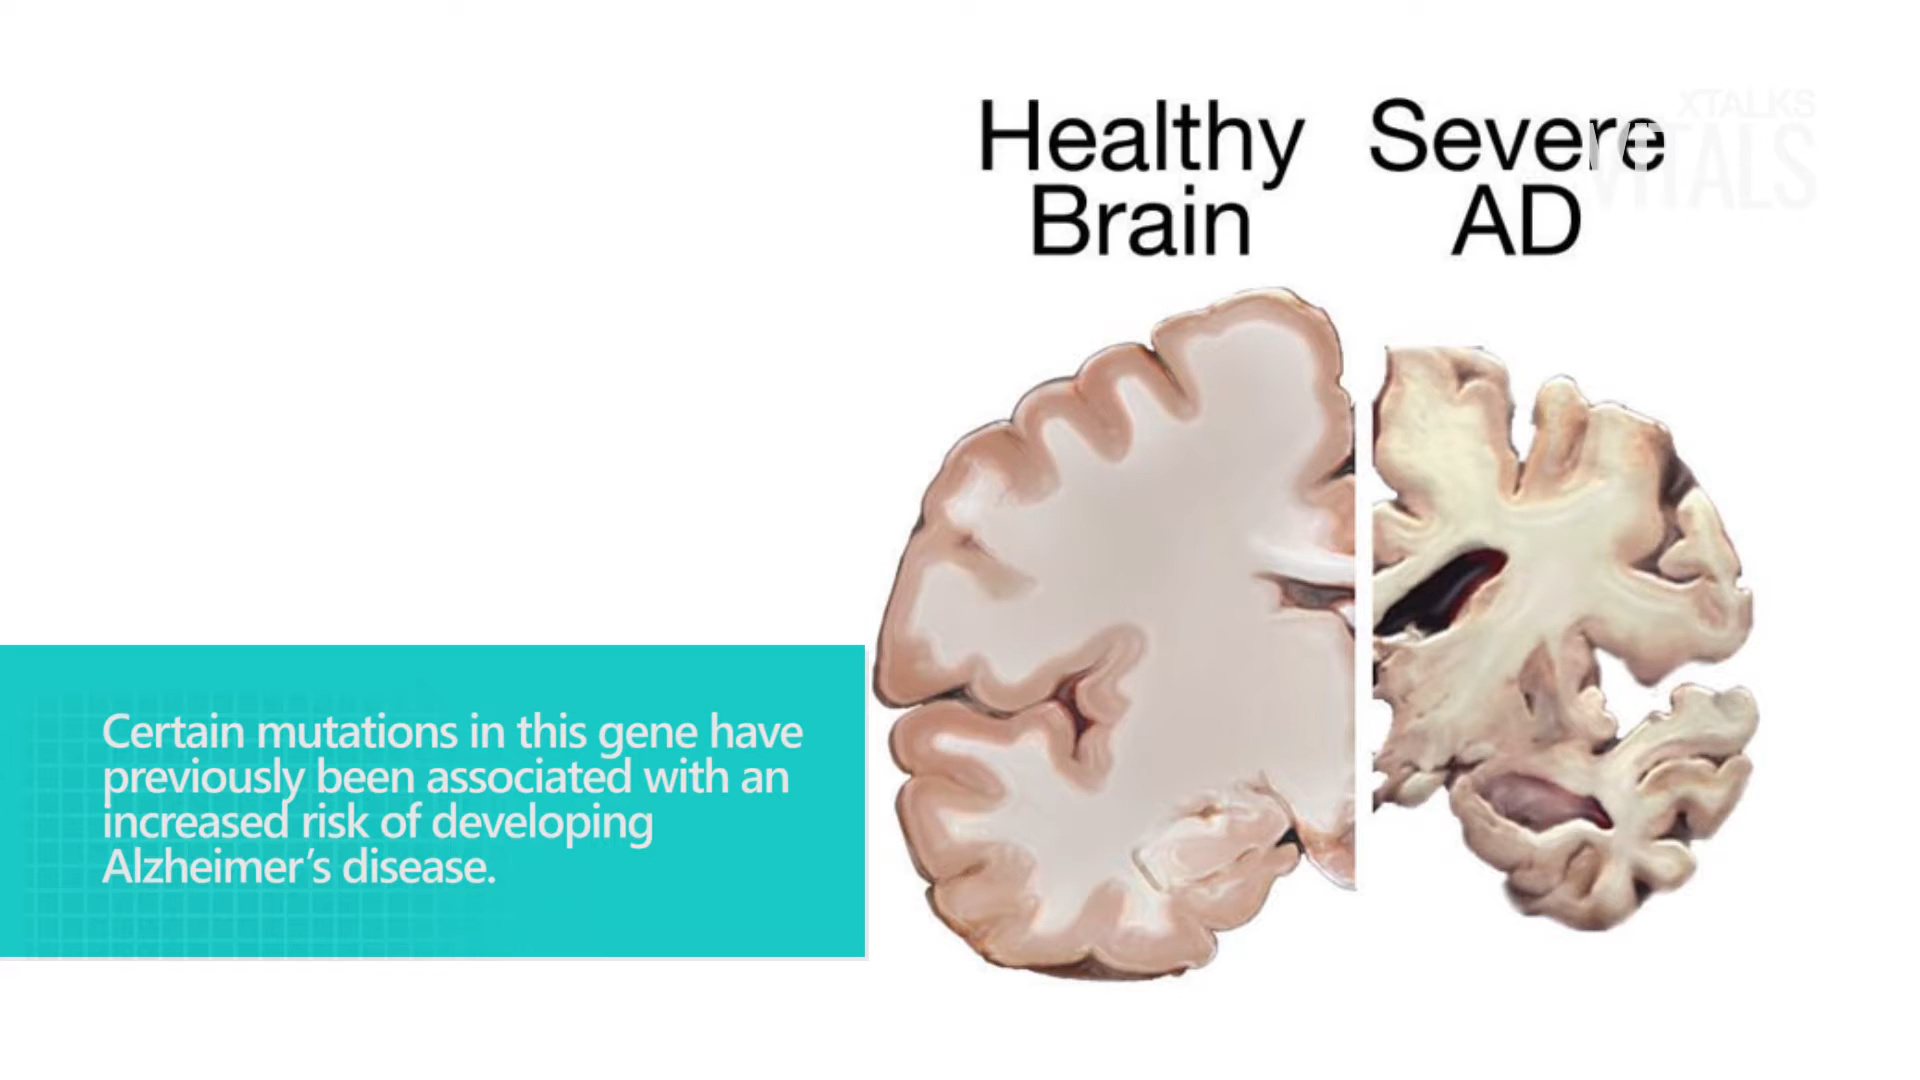 Healthy Brain
Severe AD
XTALKS
VITALS
Certain mutations in this gene have
previously been associated with an
increased risk of developing
Alzheimer’s disease.